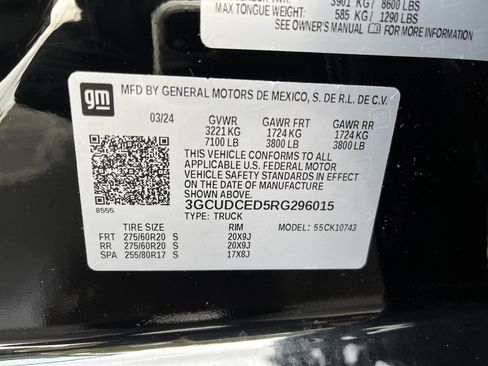 3901 KG / 8600 LBS
MAX TONGUE WEIGHT: 585 KG / 1290 LBS
SEE OWNER'S MANUAL FOR
gm
MFD BY GENERAL MOTORS DE MEXICO, S. DE R.L. DE C.V.
03/24 GVWR GAWR FRT GAWR RR
3221 KG 1724 KG 1724 KG
7100 LB 3800 LB 3800 LB
THIS VEHICLE CONFORMS TO ALL
APPLICABLE U.S. FEDERAL MOTOR
VEHICLE SAFETY STANDARDS IN EFFECT
ON THE DATE OF MANUFACTURE
SHOWN ABOVE.
8555 3GCUDCED5RG296015
TYPE: TRUCK
TIRE SIZE RIM MODEL: 55CK10743
FRT 275/60R20 S 20X9J
RR 275/60R20 S 20X9J
SPA 255/80R17 S 17X8J